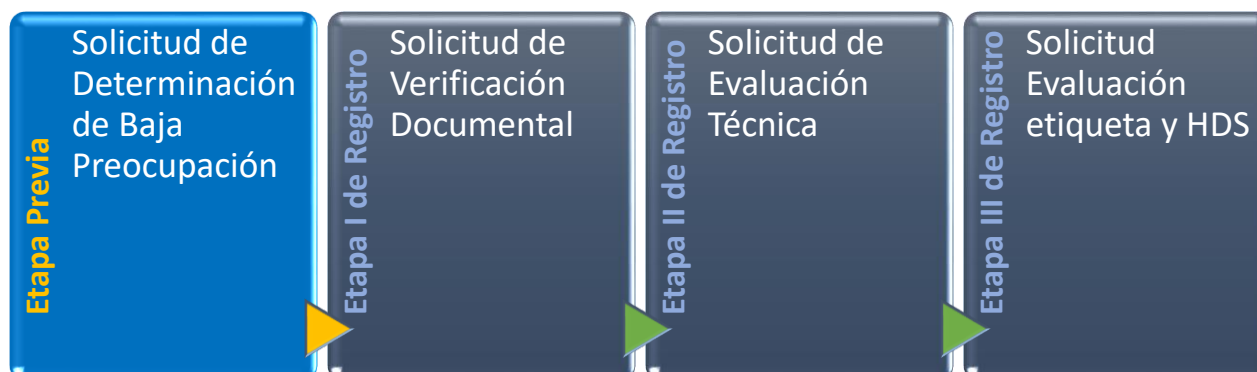 Etapa Previa
Solicitud de
Determinación
de Baja
Preocupación
Etapa I de Registro
Solicitud de
Verificación
Documental
Etapa II de Registro
Solicitud de
Evaluación
Técnica
Etapa III de Registro
Solicitud
Evaluación
etiqueta y HDS